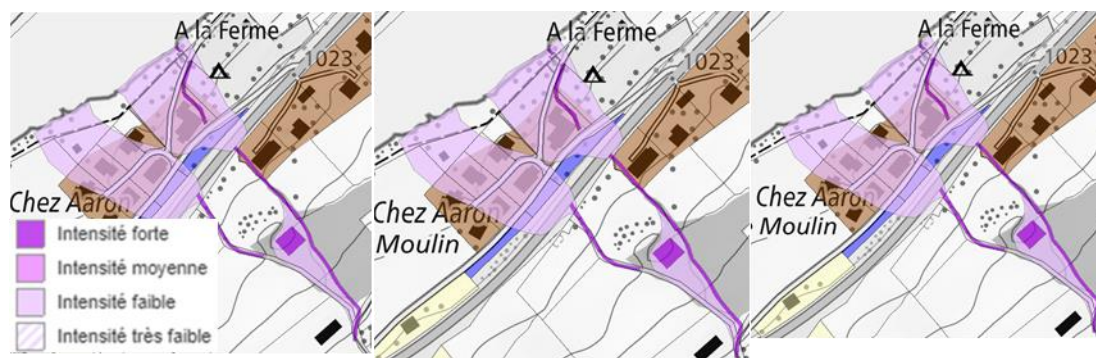 A la Ferme
1023
Chez Aaron
Intensité forte
Intensité moyenne
Intensité faible
Intensité très faible
A la Ferme
1023
Chez Aaron
Moulin
A la Ferme
1023
Chez Aaron
Moulin